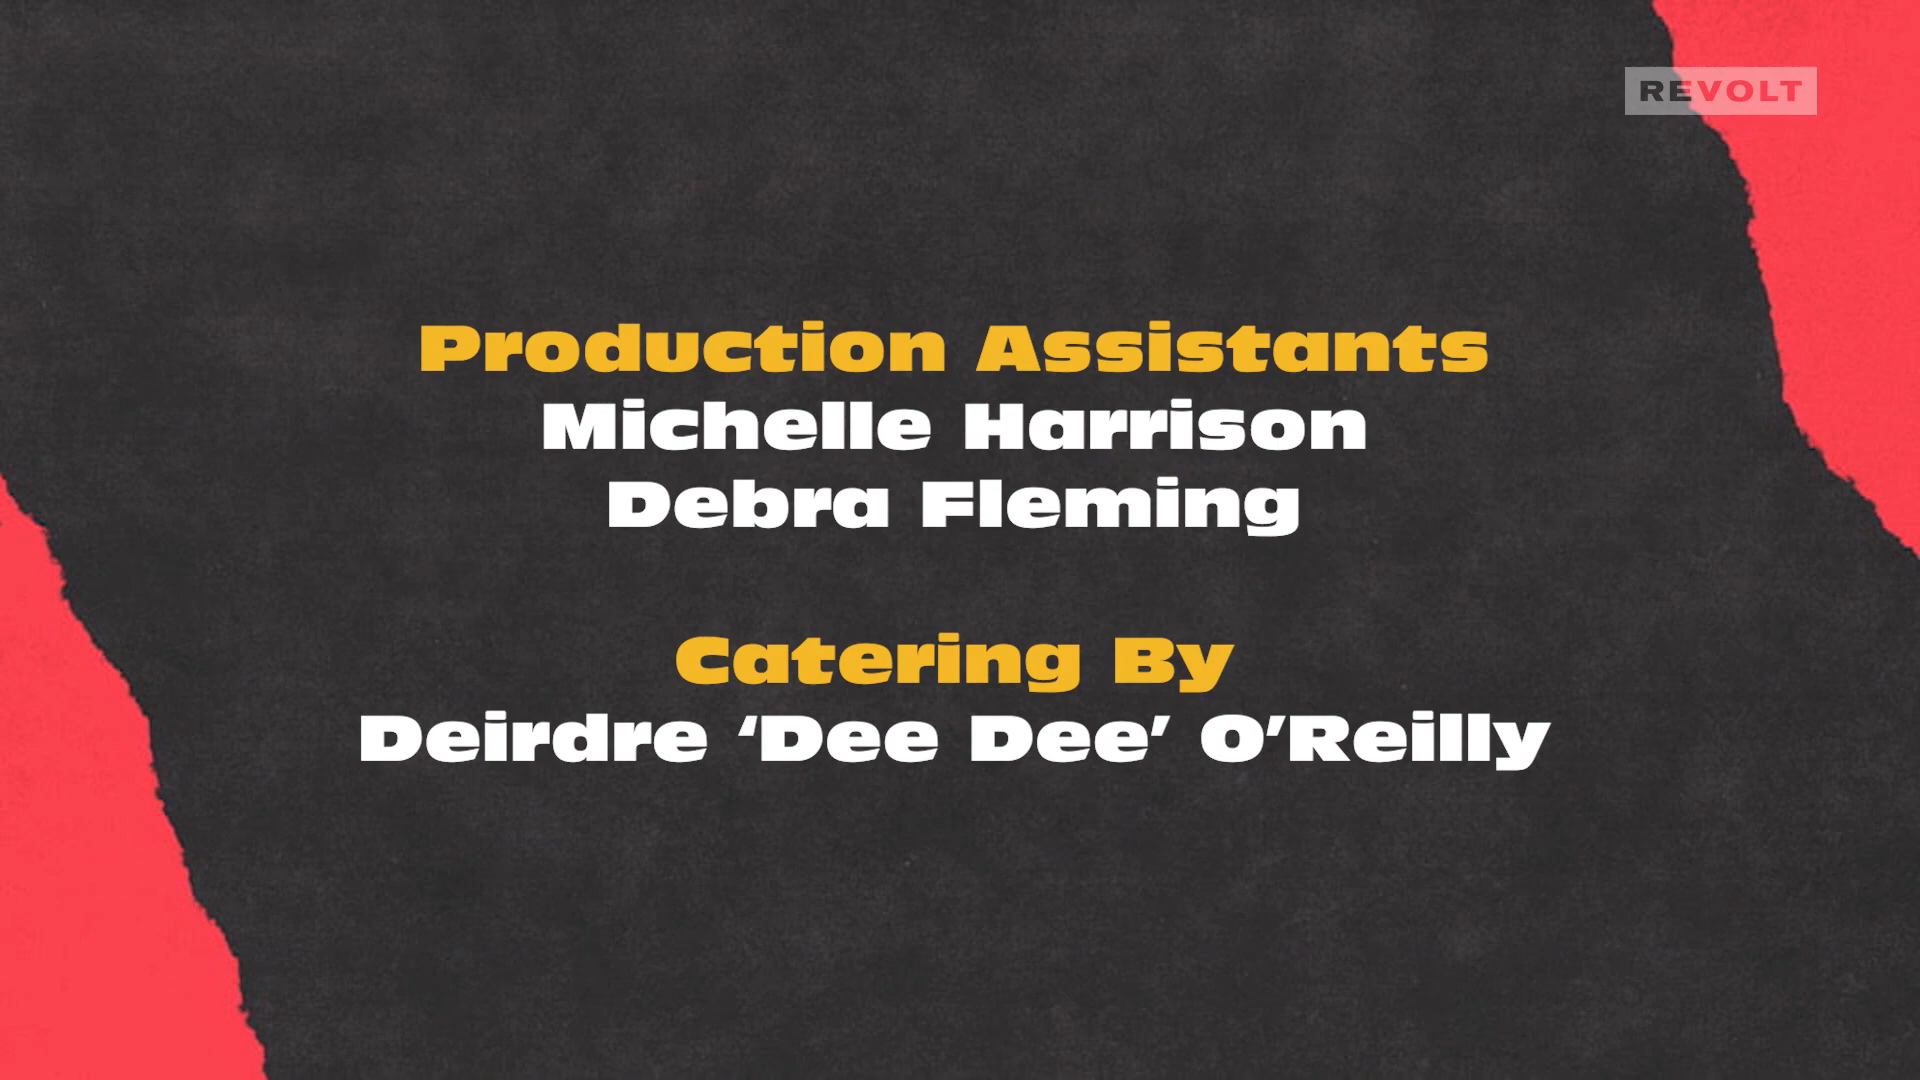 REVOLT
Production Assistants
Michelle Harrison
Debra Fleming
Catering By
Deirdre ‘Dee Dee’ O’Reilly